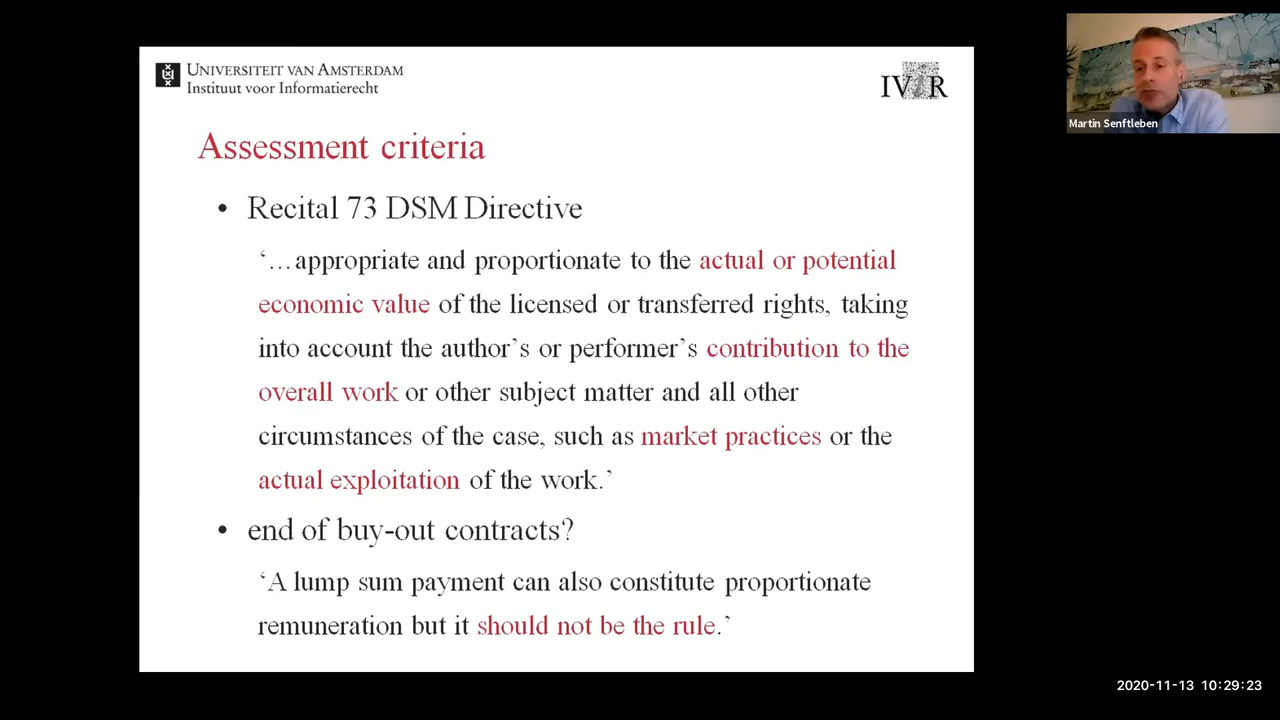 UNIVERSITEIT VAN AMSTERDAM
Instituut voor Informatierecht
IViR
Martin Senftleben
Assessment criteria
• Recital 73 DSM Directive
‘…appropriate and proportionate to the actual or potential
economic value of the licensed or transferred rights, taking
into account the author’s or performer’s contribution to the
overall work or other subject matter and all other
circumstances of the case, such as market practices or the
actual exploitation of the work.’
• end of buy-out contracts?
‘A lump sum payment can also constitute proportionate
remuneration but it should not be the rule.’
2020-11-13 10:29:23